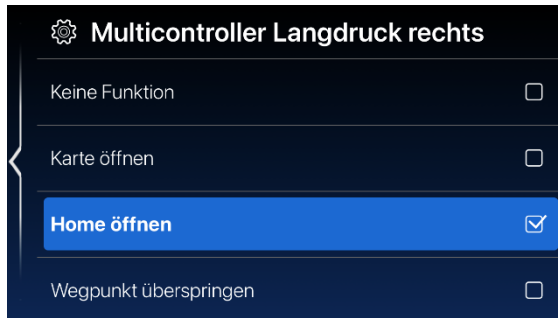 Multicontroller Langdruck rechts
Keine Funktion
Karte öffnen
Home öffnen
Wegpunkt überspringen